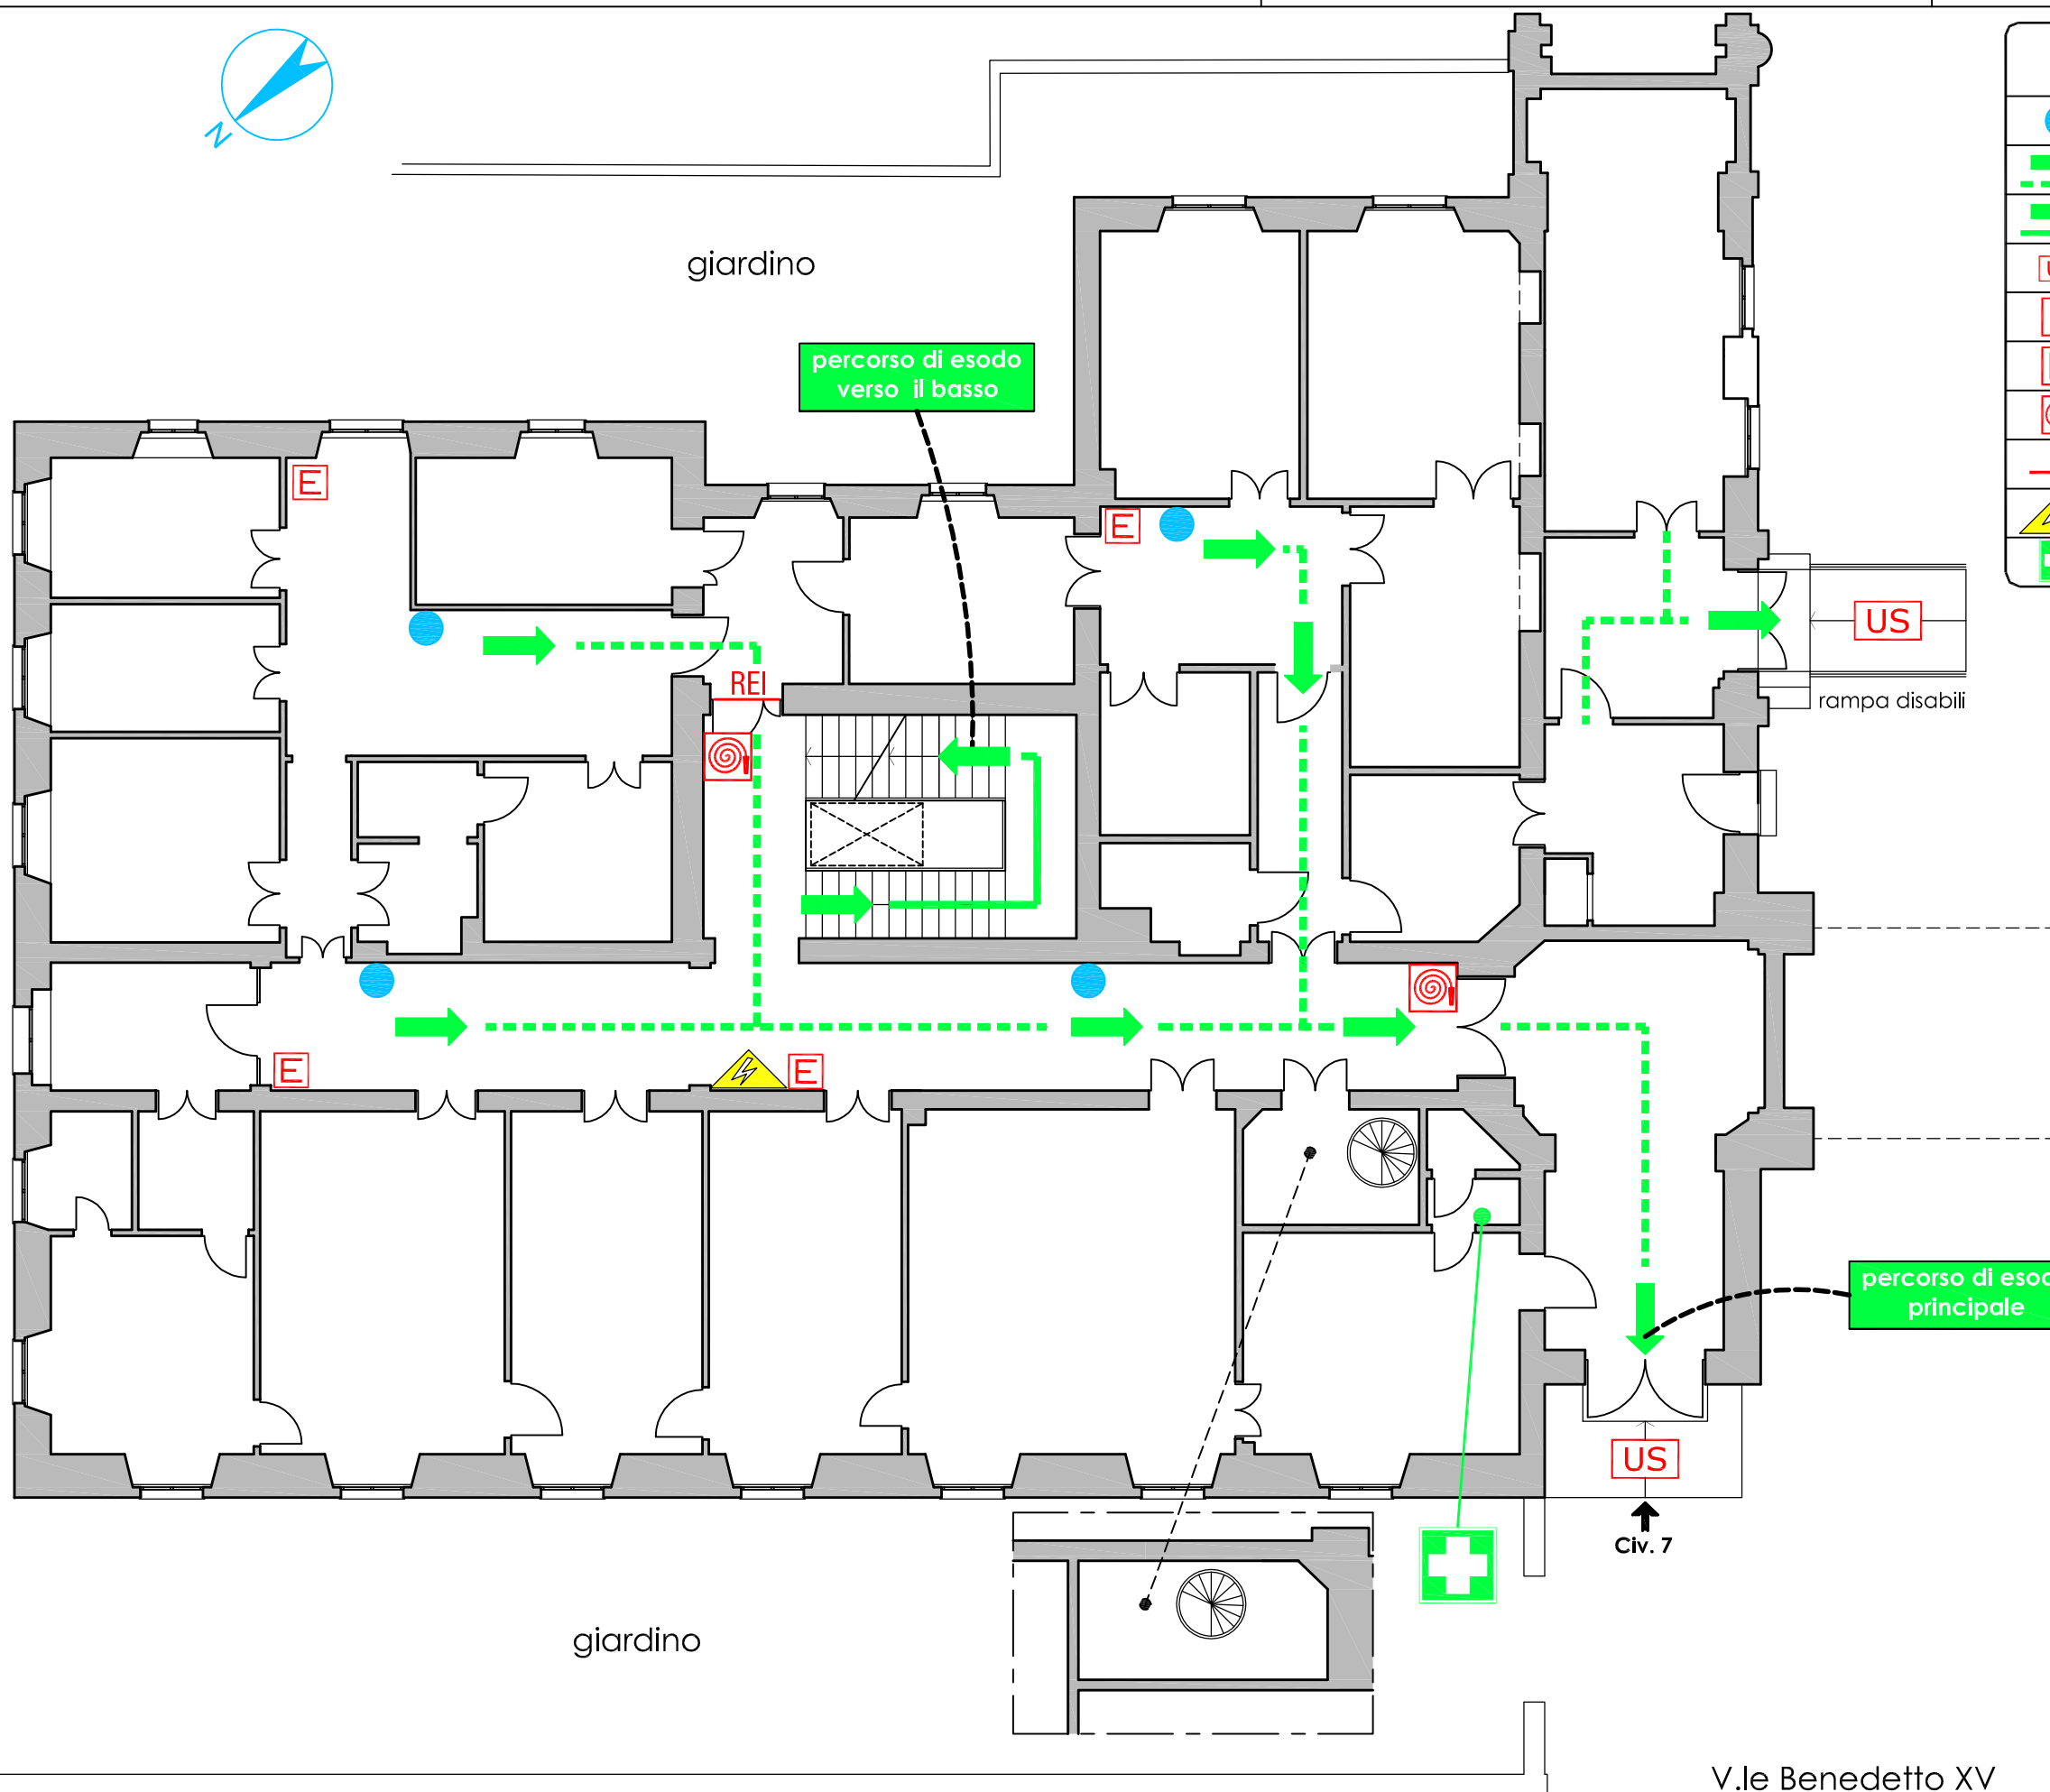 N
giardino
percorso di esodo
verso il basso
E
E
US
REI
rampa disabili
E
E
percorso di
principale
US
Civ. 7
giardino
V.le Benedetto XV